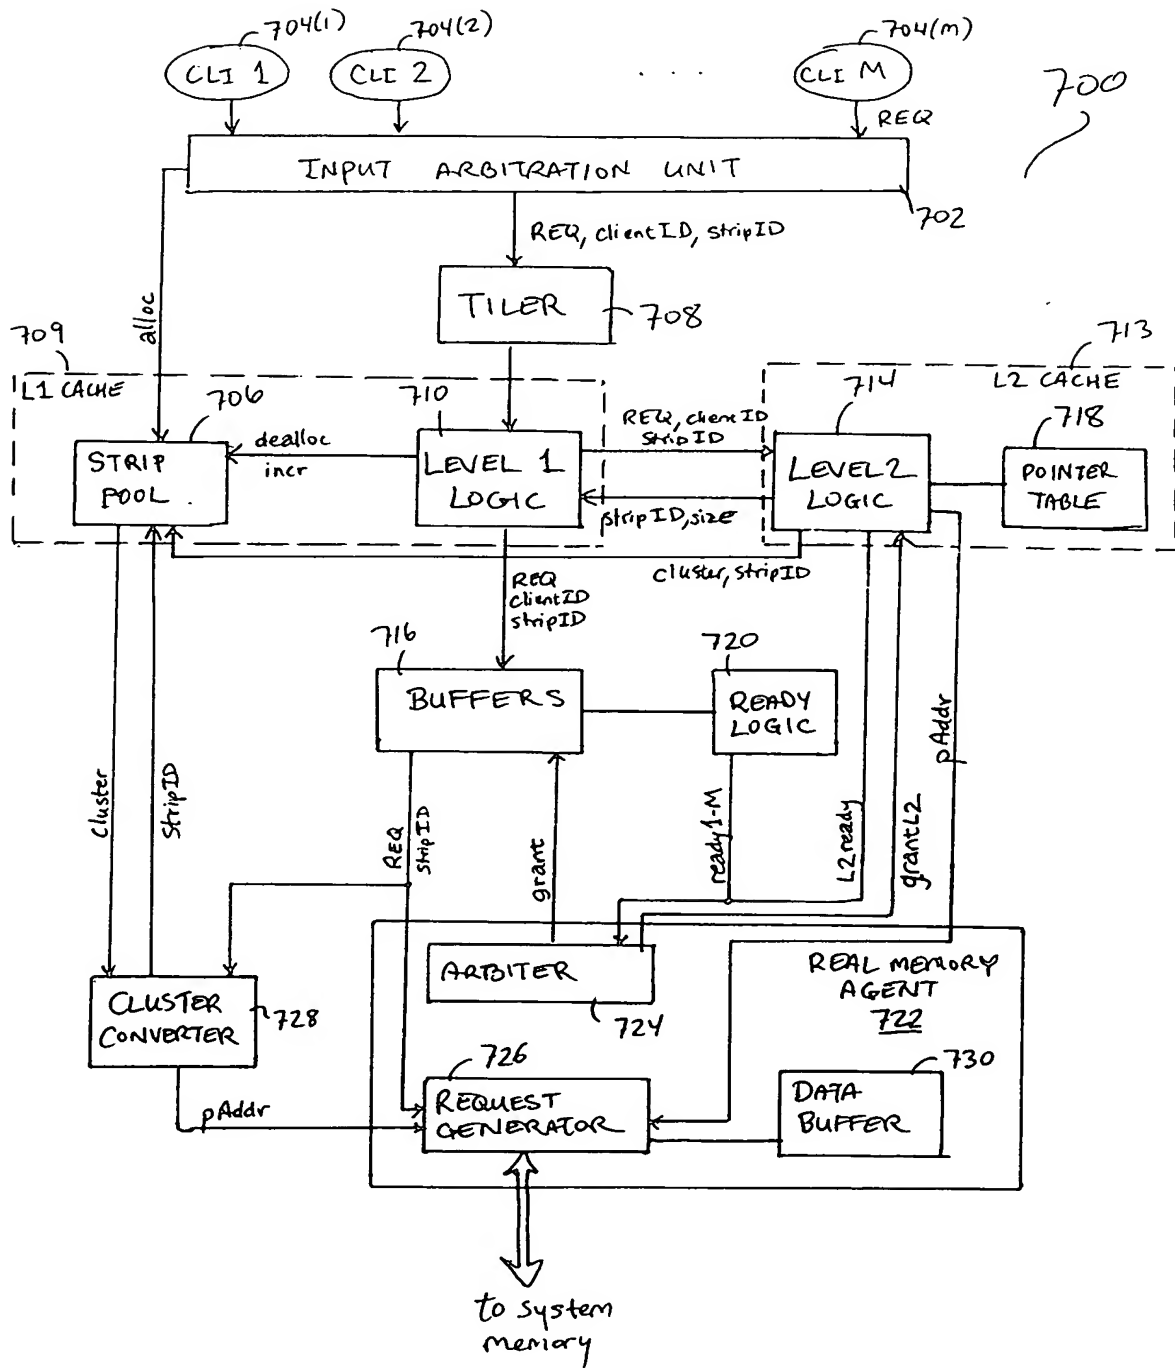 704(1)
704(2)
704(M)
CLI 1
CLI 2
. . .
CLI M
700
REQ
INPUT ARBITRATION UNIT
702
REQ, clientID, stripID
TILER
708
alloc
709
713
L1 CACHE
706
710
714
L2 CACHE
718
dealloc
incr
REQ, clientID
stripID
STRIP
POOL
LEVEL 1
LOGIC
LEVEL 2
LOGIC
POINTER
TABLE
stripID, size
cluster, stripID
REQ
clientID
stripID
716
720
BUFFERS
READY
LOGIC
pAddr
Cluster
StripID
REQ
stripID
grant
ready1-M
L2ready
grantL2
ARBITER
724
REAL MEMORY
AGENT
722
CLUSTER
CONVERTER
728
726
730
REQUEST
GENERATOR
DATA
BUFFER
pAddr
to system
memory